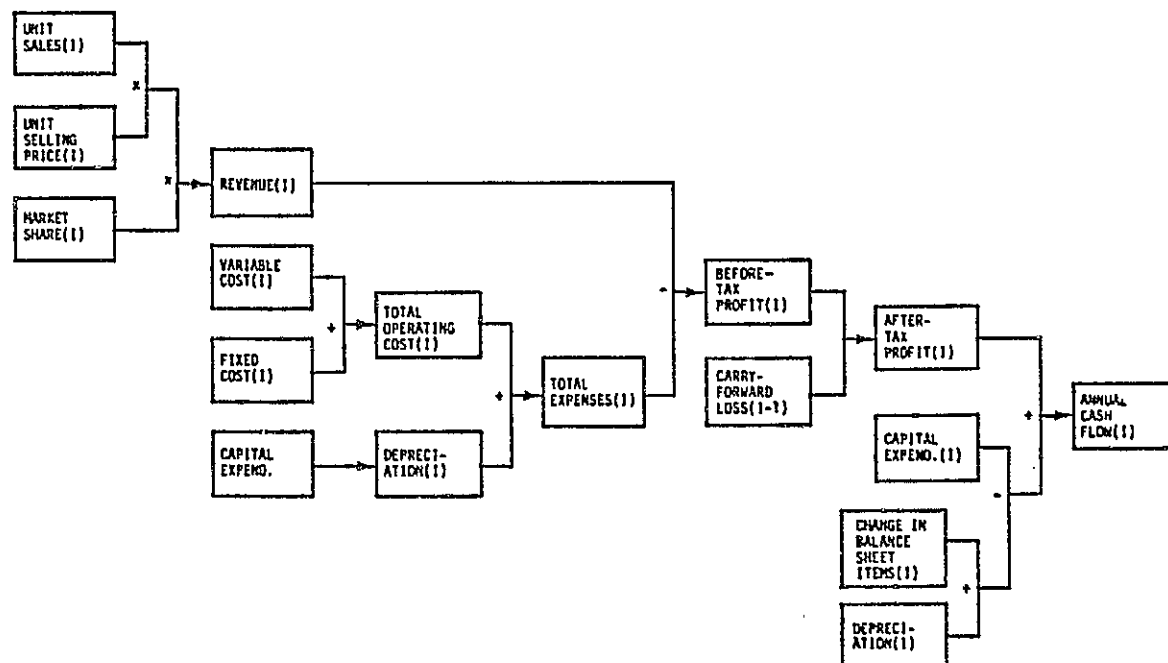 UNIT
SALES(I)
×
UNIT
SELLING
PRICE(I)
×
MARKET
SHARE(I)
REVENUE(I)
VARIABLE
COST(I)
+
FIXED
COST(I)
TOTAL
OPERATING
COST(I)
CAPITAL
EXPEND.
DEPRECI-
ATION(I)
+
TOTAL
EXPENSES(I)
-
BEFORE-
TAX
PROFIT(I)
CARRY-
FORWARD
LOSS(I-1)
AFTER-
TAX
PROFIT(I)
+
CAPITAL
EXPEND.(I)
-
CHANGE IN
BALANCE
SHEET
ITEMS(I)
+
DEPRECI-
ATION(I)
ANNUAL
CASH
FLOW(I)